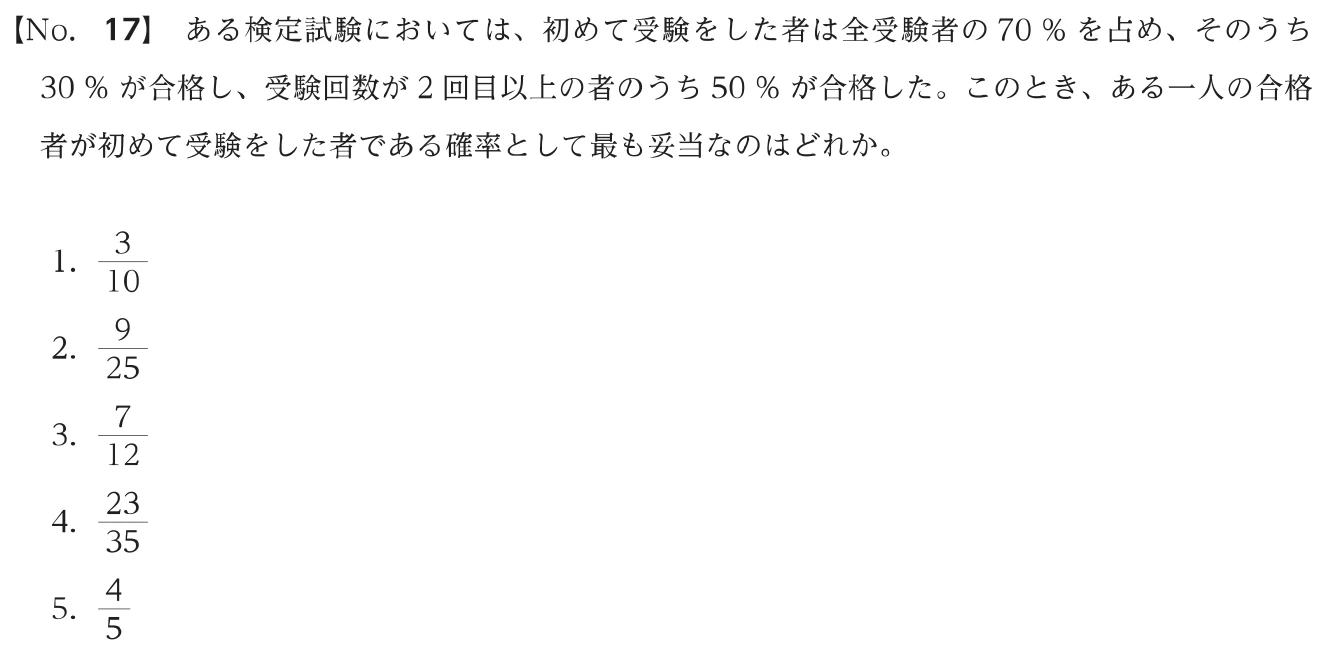 【No. 17】 ある検定試験においては、初めて受験をした者は全受験者の 70 % を占め、そのうち
30 % が合格し、受験回数が 2 回目以上の者のうち 50 % が合格した。このとき、ある一人の合格
者が初めて受験をした者である確率として最も妥当なのはどれか。
1. 3/10
2. 9/25
3. 7/12
4. 23/35
5. 4/5